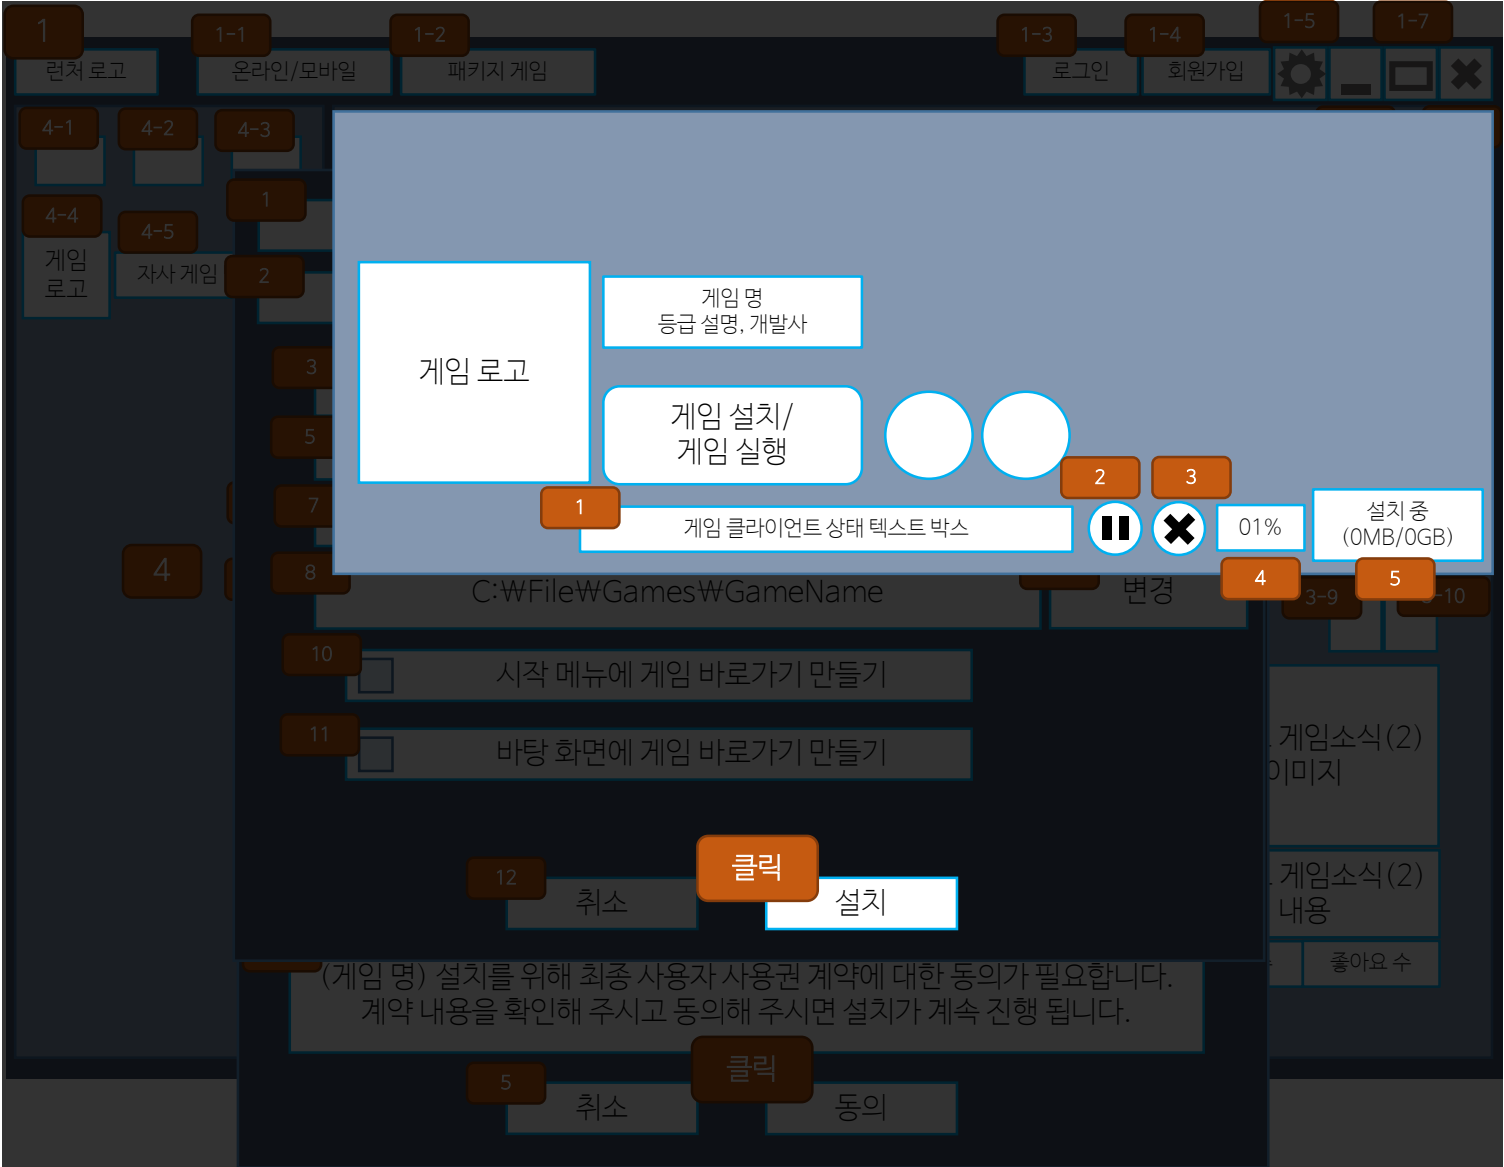 1
1-1
1-2
1-3
1-4
1-5
1-7
런처 로고
온라인/모바일
패키지 게임
로그인
회원가입
4-1
4-2
4-3
4-4
4-5
게임
로고
자사 게임
1
2
3
5
7
8
4
게임 로고
게임 명
등급 설명, 개발사
게임 설치/
게임 실행
1
2
3
게임 클라이언트 상태 텍스트 박스
01%
설치 중
(0MB/0GB)
4
5
C:₩File₩Games₩GameName
변경
3-9
-10
10
시작 메뉴에 게임 바로가기 만들기
11
바탕 화면에 게임 바로가기 만들기
게임소식(2)
이미지
12
취소
클릭
설치
게임소식(2)
내용
좋아요 수
(게임 명) 설치를 위해 최종 사용자 사용권 계약에 대한 동의가 필요합니다.
계약 내용을 확인해 주시고 동의해 주시면 설치가 계속 진행 됩니다.
5
취소
클릭
동의